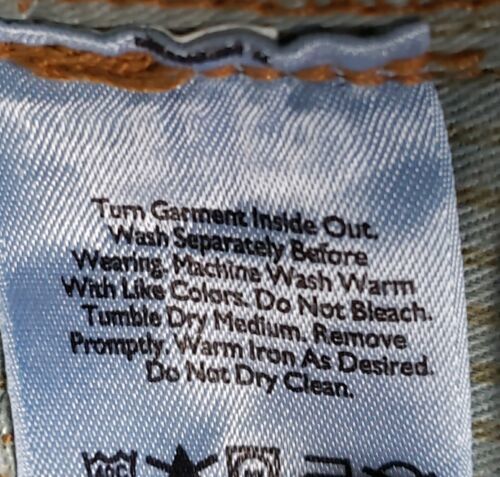 Turn Garment Inside Out.
Wash Separately Before
Wearing. Machine Wash Warm
With Like Colors. Do Not Bleach.
Tumble Dry Medium. Remove
Promptly. Warm Iron As Desired.
Do Not Dry Clean.
40C